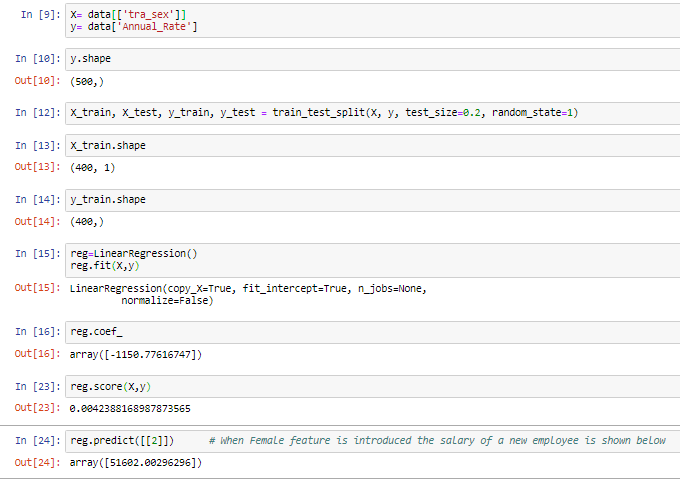 In [9]: X= data[['tra_sex']]
y= data['Annual_Rate']
In [10]: y.shape
Out[10]: (500,)
In [12]: X_train, X_test, y_train, y_test = train_test_split(X, y, test_size=0.2, random_state=1)
In [13]: X_train.shape
Out[13]: (400, 1)
In [14]: y_train.shape
Out[14]: (400,)
In [15]: reg=LinearRegression()
reg.fit(X,y)
Out[15]: LinearRegression(copy_X=True, fit_intercept=True, n_jobs=None,
normalize=False)
In [16]: reg.coef_
Out[16]: array([-1150.77616747])
In [23]: reg.score(X,y)
Out[23]: 0.0042388168987873565
In [24]: reg.predict([[2]]) # When Female feature is introduced the salary of a new employee is shown below
Out[24]: array([51602.00296296])